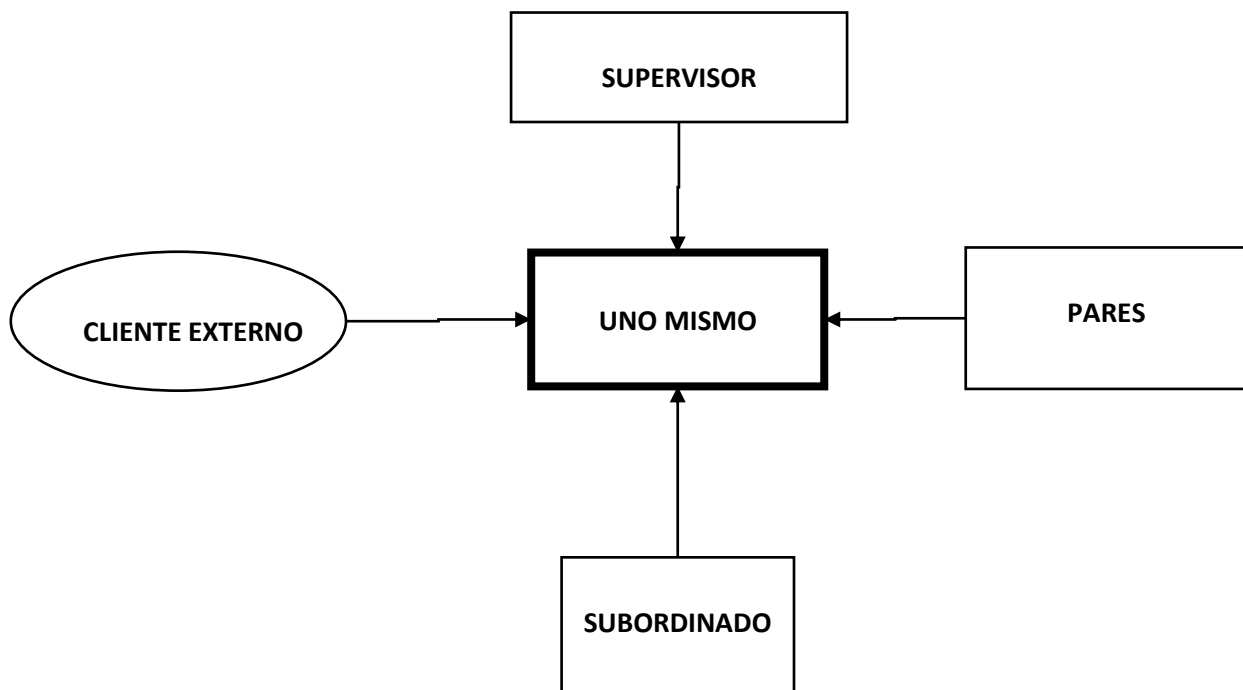 SUPERVISOR
CLIENTE EXTERNO
UNO MISMO
PARES
SUBORDINADO